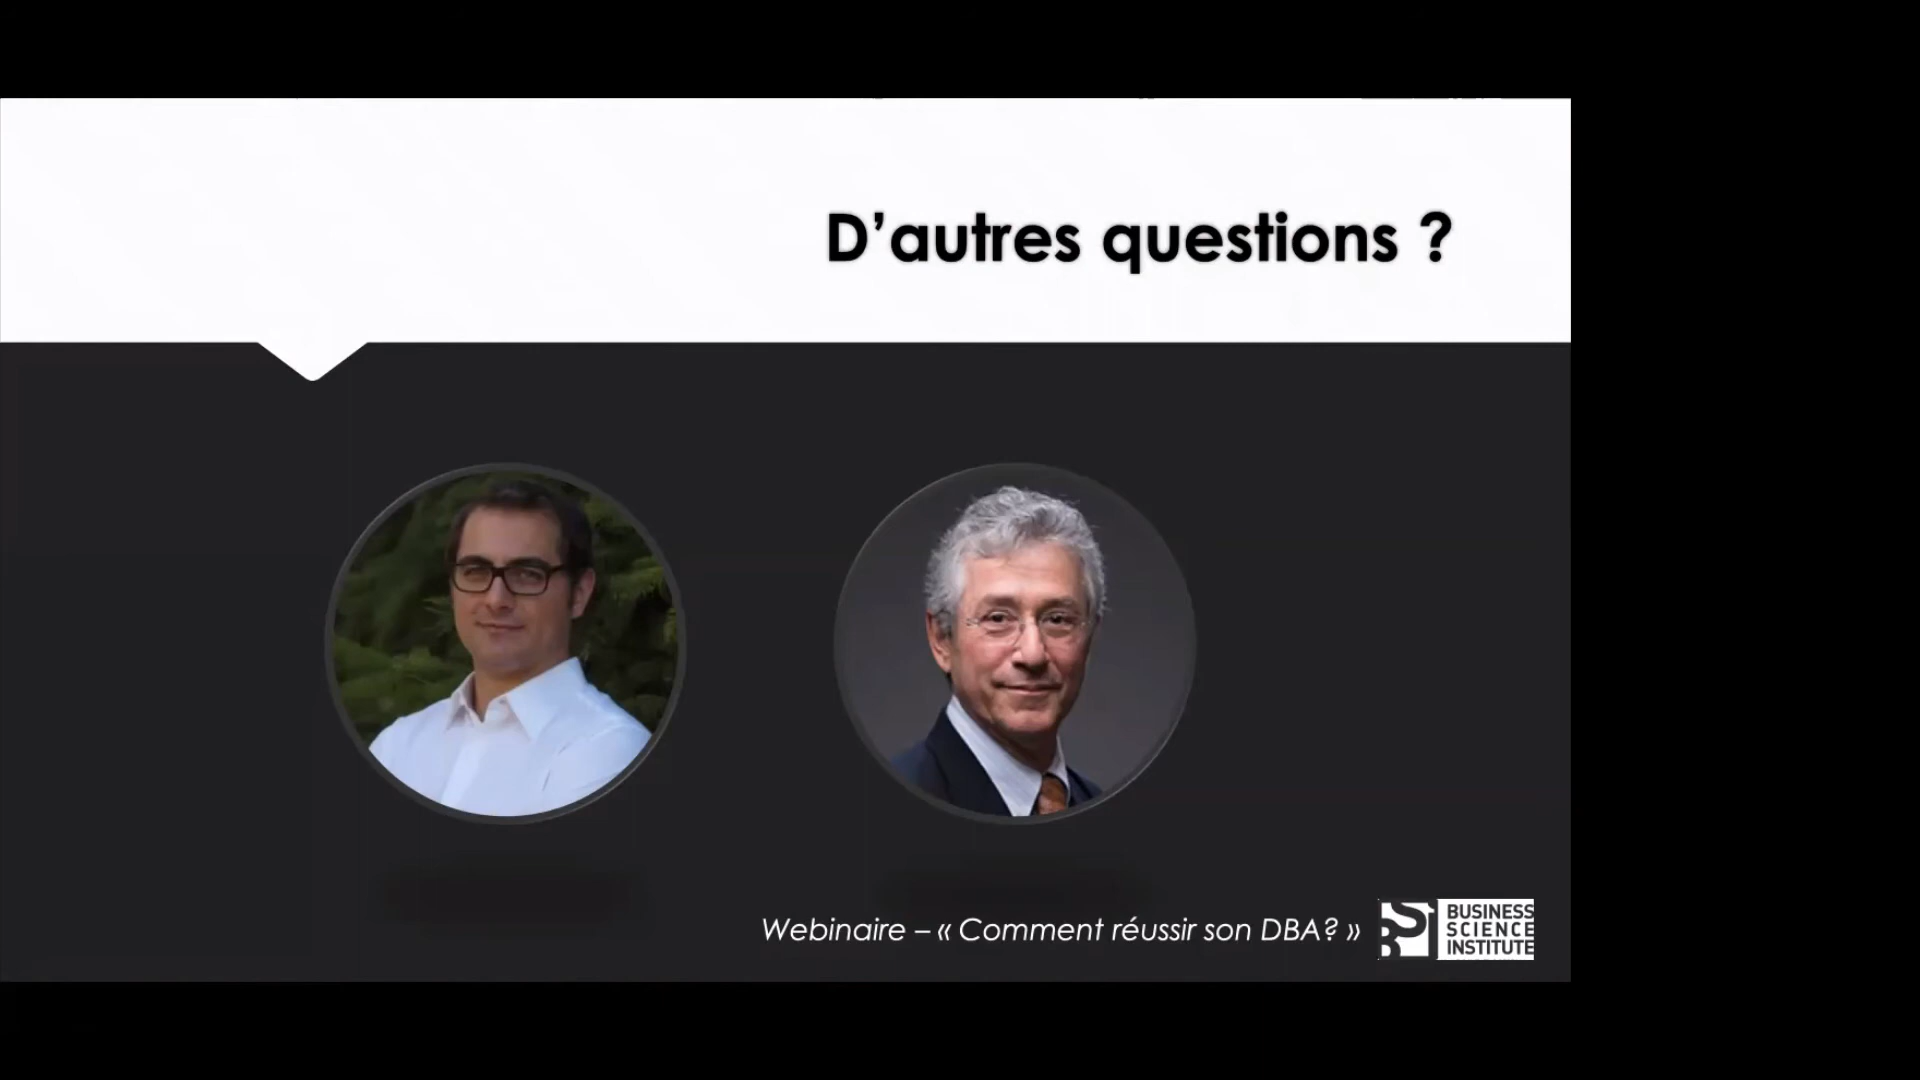 D’autres questions ?
Webinaire – « Comment réussir son DBA? »
BUSINESS
SCIENCE
INSTITUTE